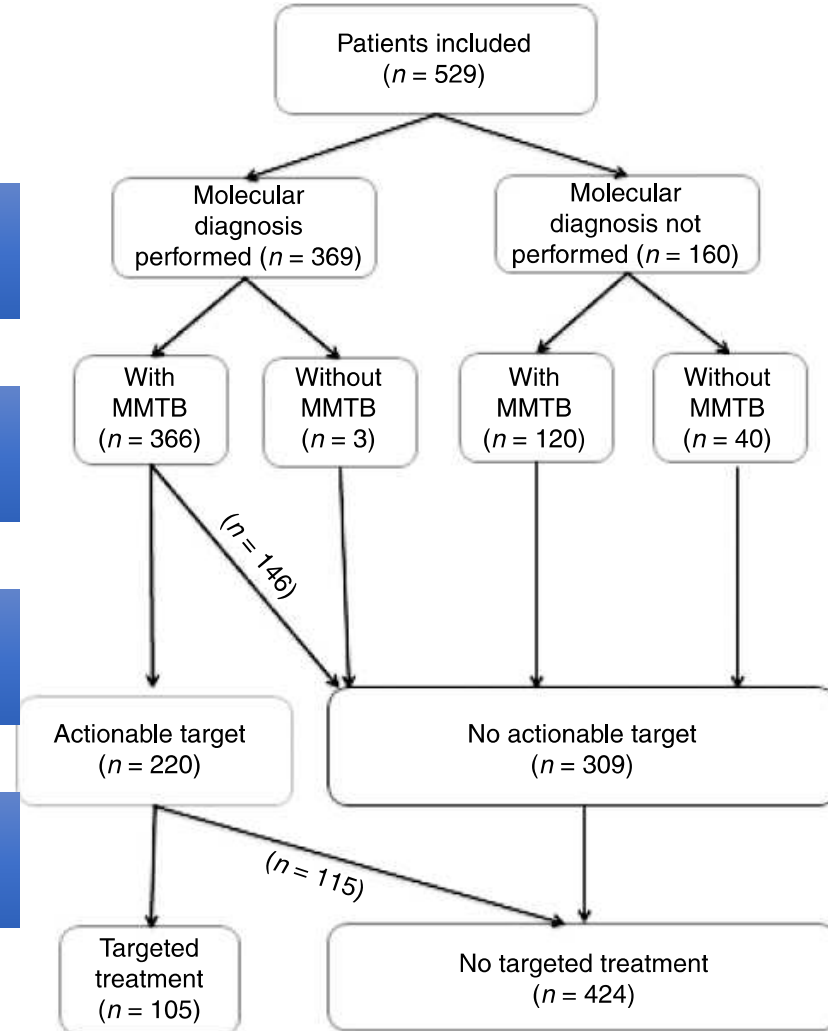 Patients included
(n = 529)
Molecular
diagnosis
performed (n = 369)
Molecular
diagnosis not
performed (n = 160)
With
MMTB
(n = 366)
Without
MMTB
(n = 3)
With
MMTB
(n = 120)
Without
MMTB
(n = 40)
(n = 146)
Actionable target
(n = 220)
No actionable target
(n = 309)
(n = 115)
Targeted
treatment
(n = 105)
No targeted treatment
(n = 424)